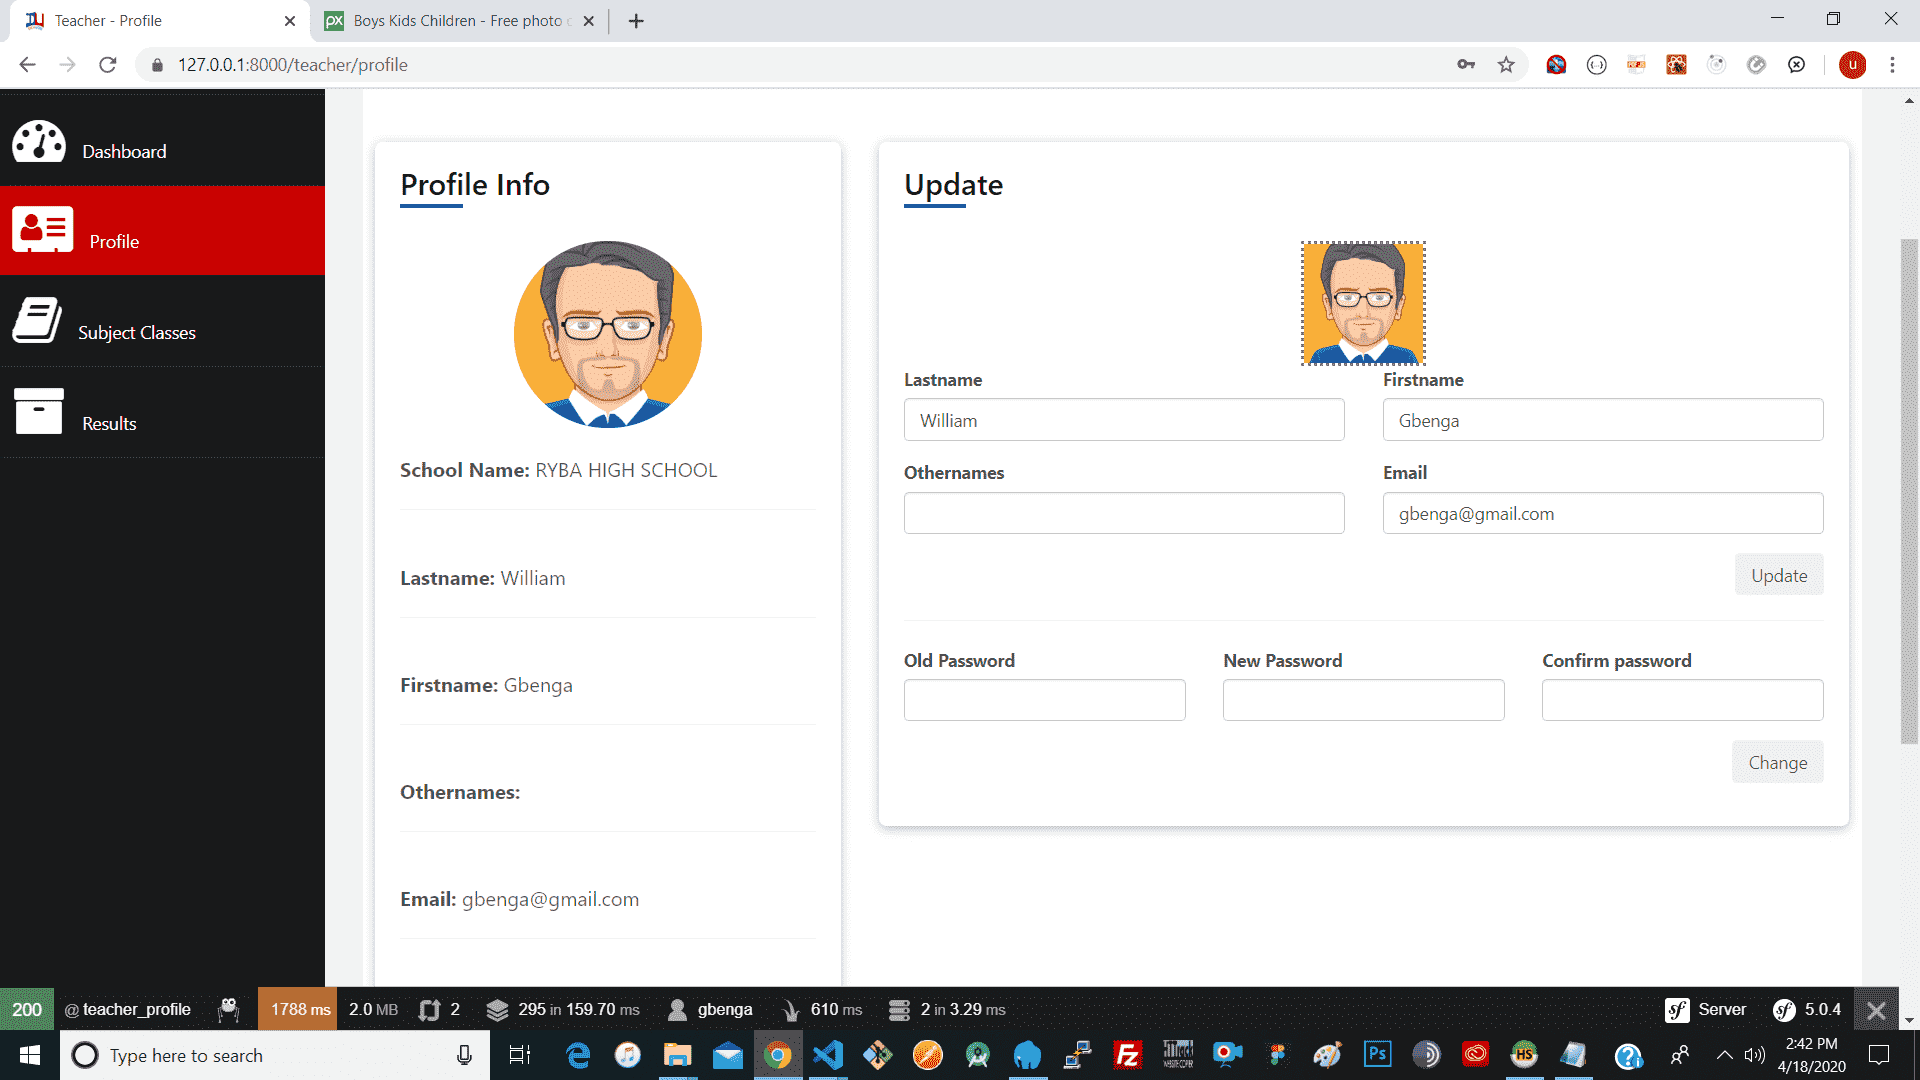 Teacher - Profile
Boys Kids Children - Free photo
127.0.0.1:8000/teacher/profile
u
Dashboard
Profile
Subject Classes
Results
Profile Info
School Name: RYBA HIGH SCHOOL
Lastname: William
Firstname: Gbenga
Othernames:
Email: gbenga@gmail.com
Update
Lastname
Firstname
William
Gbenga
Othernames
Email
gbenga@gmail.com
Update
Old Password
New Password
Confirm password
Change
200
@ teacher_profile
1788 ms
2.0 MB
2
295 in 159.70 ms
gbenga
610 ms
2 in 3.29 ms
Server
5.0.4
Type here to search
Ps
HS
2:42 PM
4/18/2020